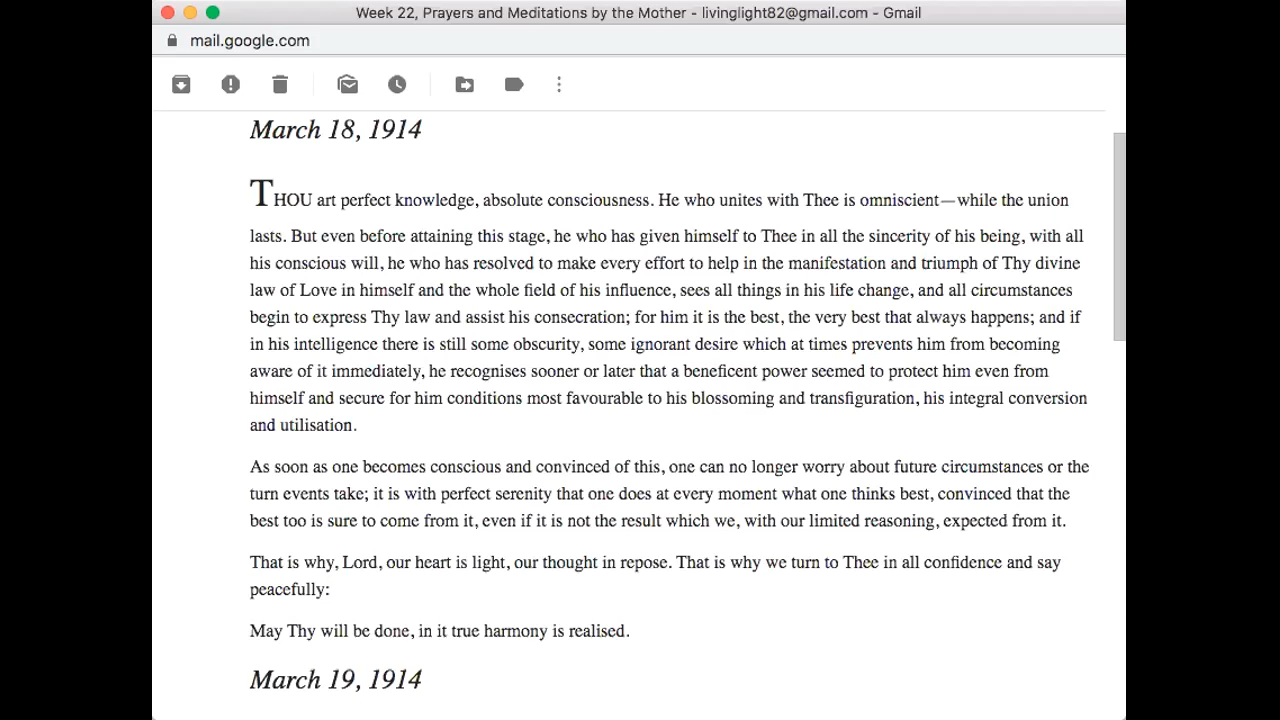 Week 22, Prayers and Meditations by the Mother - livinglight82@gmail.com - Gmail
mail.google.com
March 18, 1914
THOU art perfect knowledge, absolute consciousness. He who unites with Thee is omniscient—while the union
lasts. But even before attaining this stage, he who has given himself to Thee in all the sincerity of his being, with all
his conscious will, he who has resolved to make every effort to help in the manifestation and triumph of Thy divine
law of Love in himself and the whole field of his influence, sees all things in his life change, and all circumstances
begin to express Thy law and assist his consecration; for him it is the best, the very best that always happens; and if
in his intelligence there is still some obscurity, some ignorant desire which at times prevents him from becoming
aware of it immediately, he recognises sooner or later that a beneficent power seemed to protect him even from
himself and secure for him conditions most favourable to his blossoming and transfiguration, his integral conversion
and utilisation.
As soon as one becomes conscious and convinced of this, one can no longer worry about future circumstances or the
turn events take; it is with perfect serenity that one does at every moment what one thinks best, convinced that the
best too is sure to come from it, even if it is not the result which we, with our limited reasoning, expected from it.
That is why, Lord, our heart is light, our thought in repose. That is why we turn to Thee in all confidence and say
peacefully:
May Thy will be done, in it true harmony is realised.
March 19, 1914